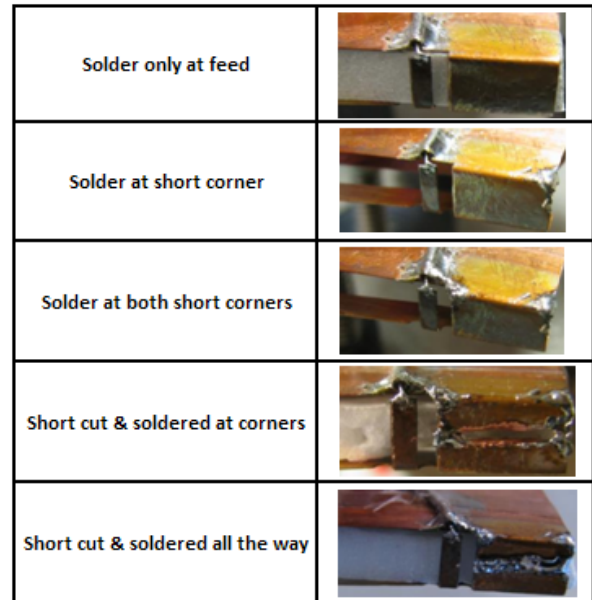 Solder only at feed
Solder at short corner
Solder at both short corners
Short cut & soldered at corners
Short cut & soldered all the way